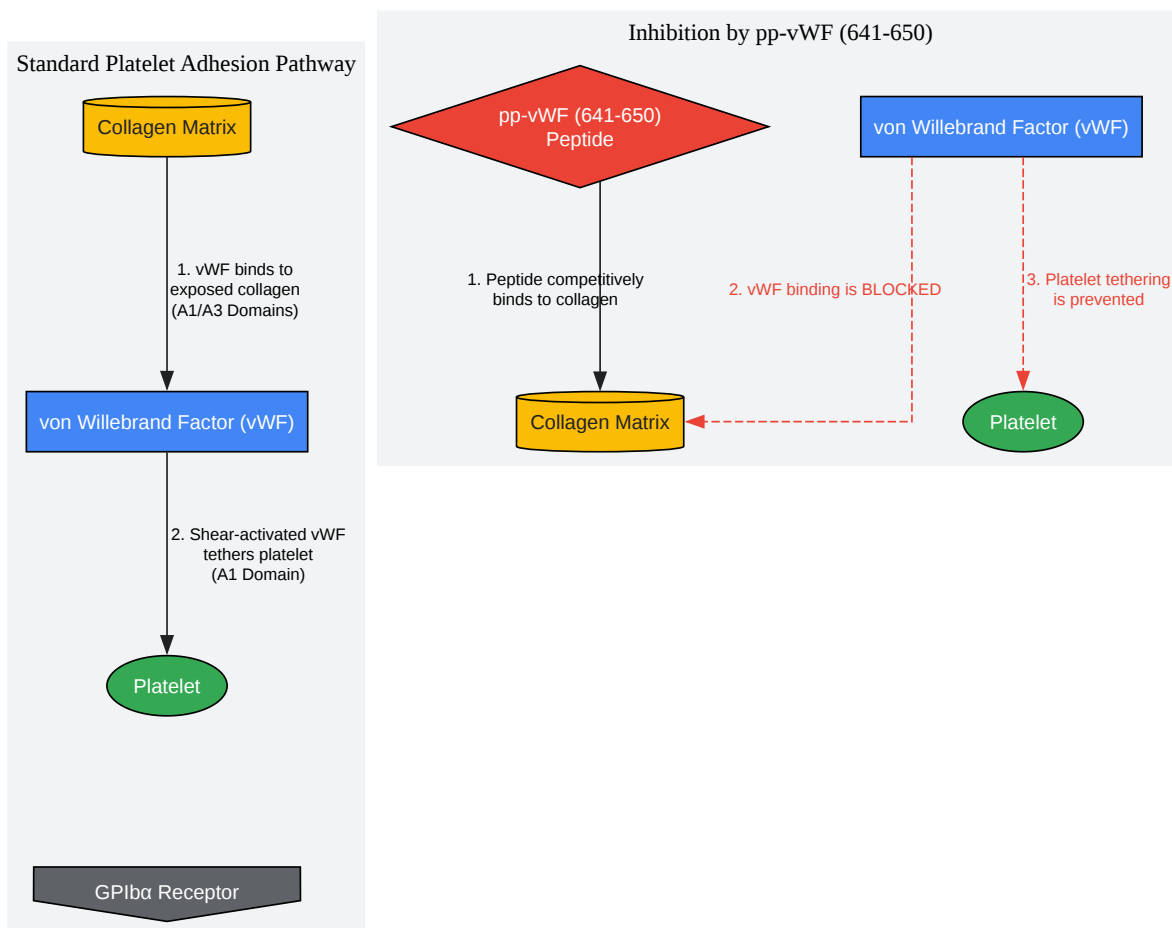 Standard Platelet Adhesion Pathway
Collagen Matrix
1. vWF binds to
exposed collagen
(A1/A3 Domains)
von Willebrand Factor (vWF)
2. Shear-activated vWF
tethers platelet
(A1 Domain)
Platelet
GPIbα Receptor
Inhibition by pp-vWF (641-650)
pp-vWF (641-650)
Peptide
von Willebrand Factor (vWF)
1. Peptide competitively
binds to collagen
2. vWF binding is BLOCKED
3. Platelet tethering
is prevented
Collagen Matrix
Platelet